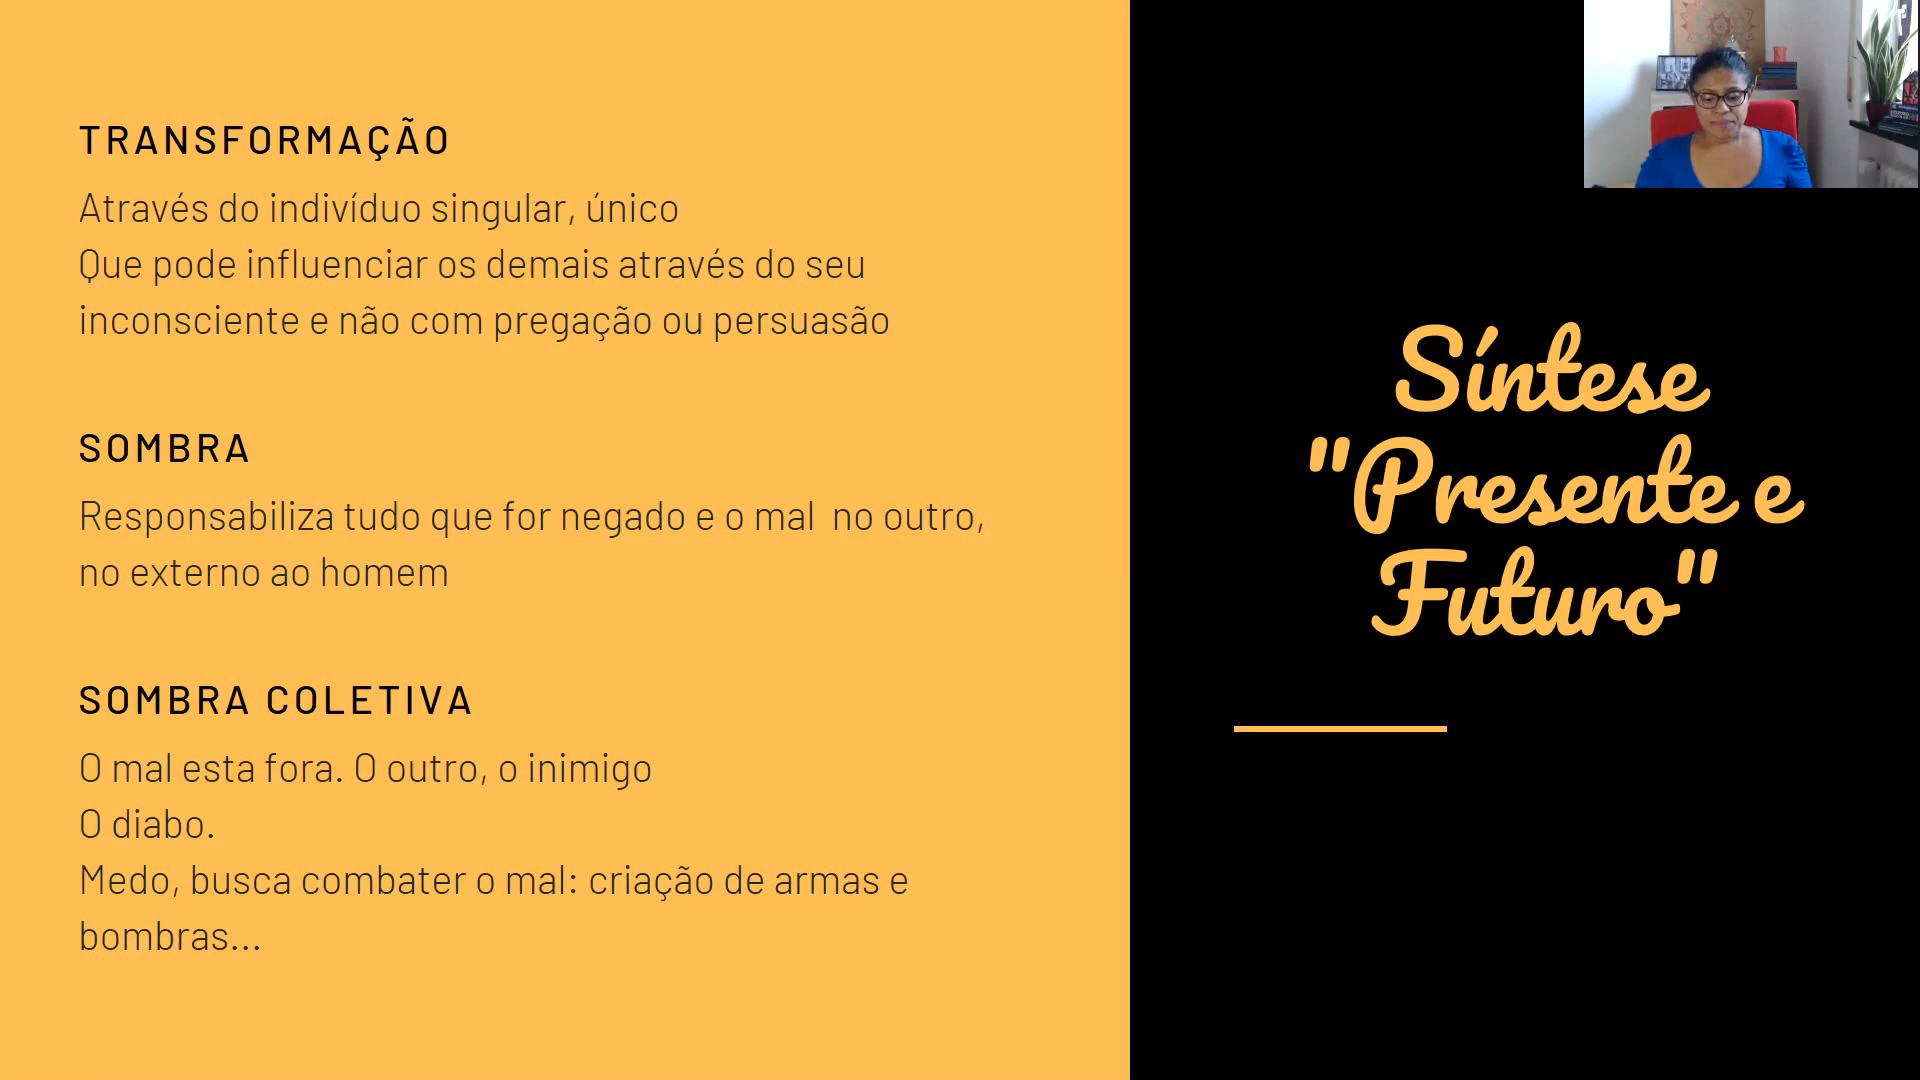 TRANSFORMAÇÃO
Através do indivíduo singular, único
Que pode influenciar os demais através do seu
inconsciente e não com pregação ou persuasão
SOMBRA
Responsabiliza tudo que for negado e o mal  no outro,
no externo ao homem
SOMBRA COLETIVA
O mal esta fora. O outro, o inimigo
O diabo.
Medo, busca combater o mal: criação de armas e
bombras...
Síntese
"Presente e
Futuro"